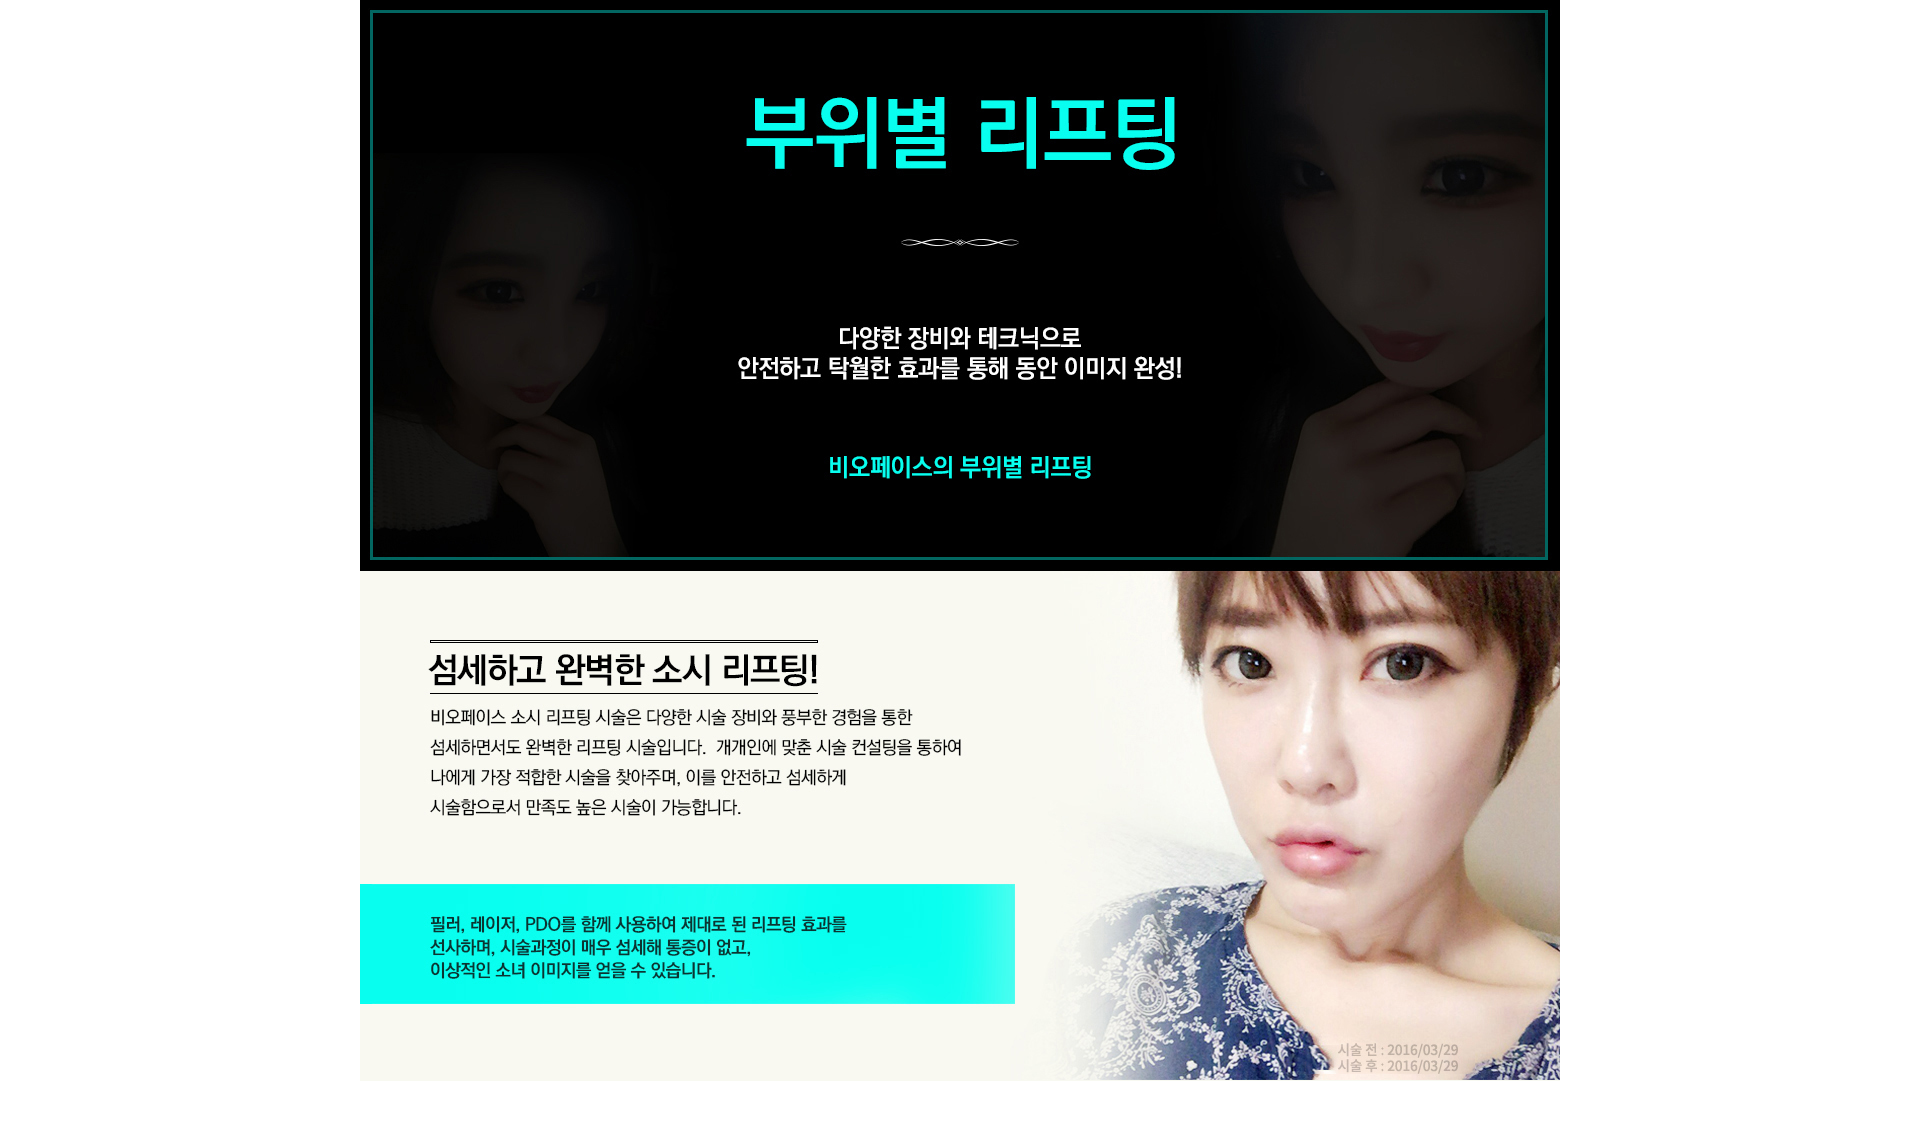 부위별 리프팅
다양한 장비와 테크닉으로
안전하고 탁월한 효과를 통해 동안 이미지 완성!
비오페이스의 부위별 리프팅
섬세하고 완벽한 소시 리프팅!
비오페이스 소시 리프팅 시술은 다양한 시술 장비와 풍부한 경험을 통한
섬세하면서도 완벽한 리프팅 시술입니다. 개개인에 맞춘 시술 컨설팅을 통하여
나에게 가장 적합한 시술을 찾아주며, 이를 안전하고 섬세하게
시술함으로서 만족도 높은 시술이 가능합니다.
필러, 레이저, PDO를 함께 사용하여 제대로 된 리프팅 효과를
선사하며, 시술과정이 매우 섬세해 통증이 없고,
이상적인 소녀 이미지를 얻을 수 있습니다.
시술 전 : 2016/03/29
시술 후 : 2016/03/29